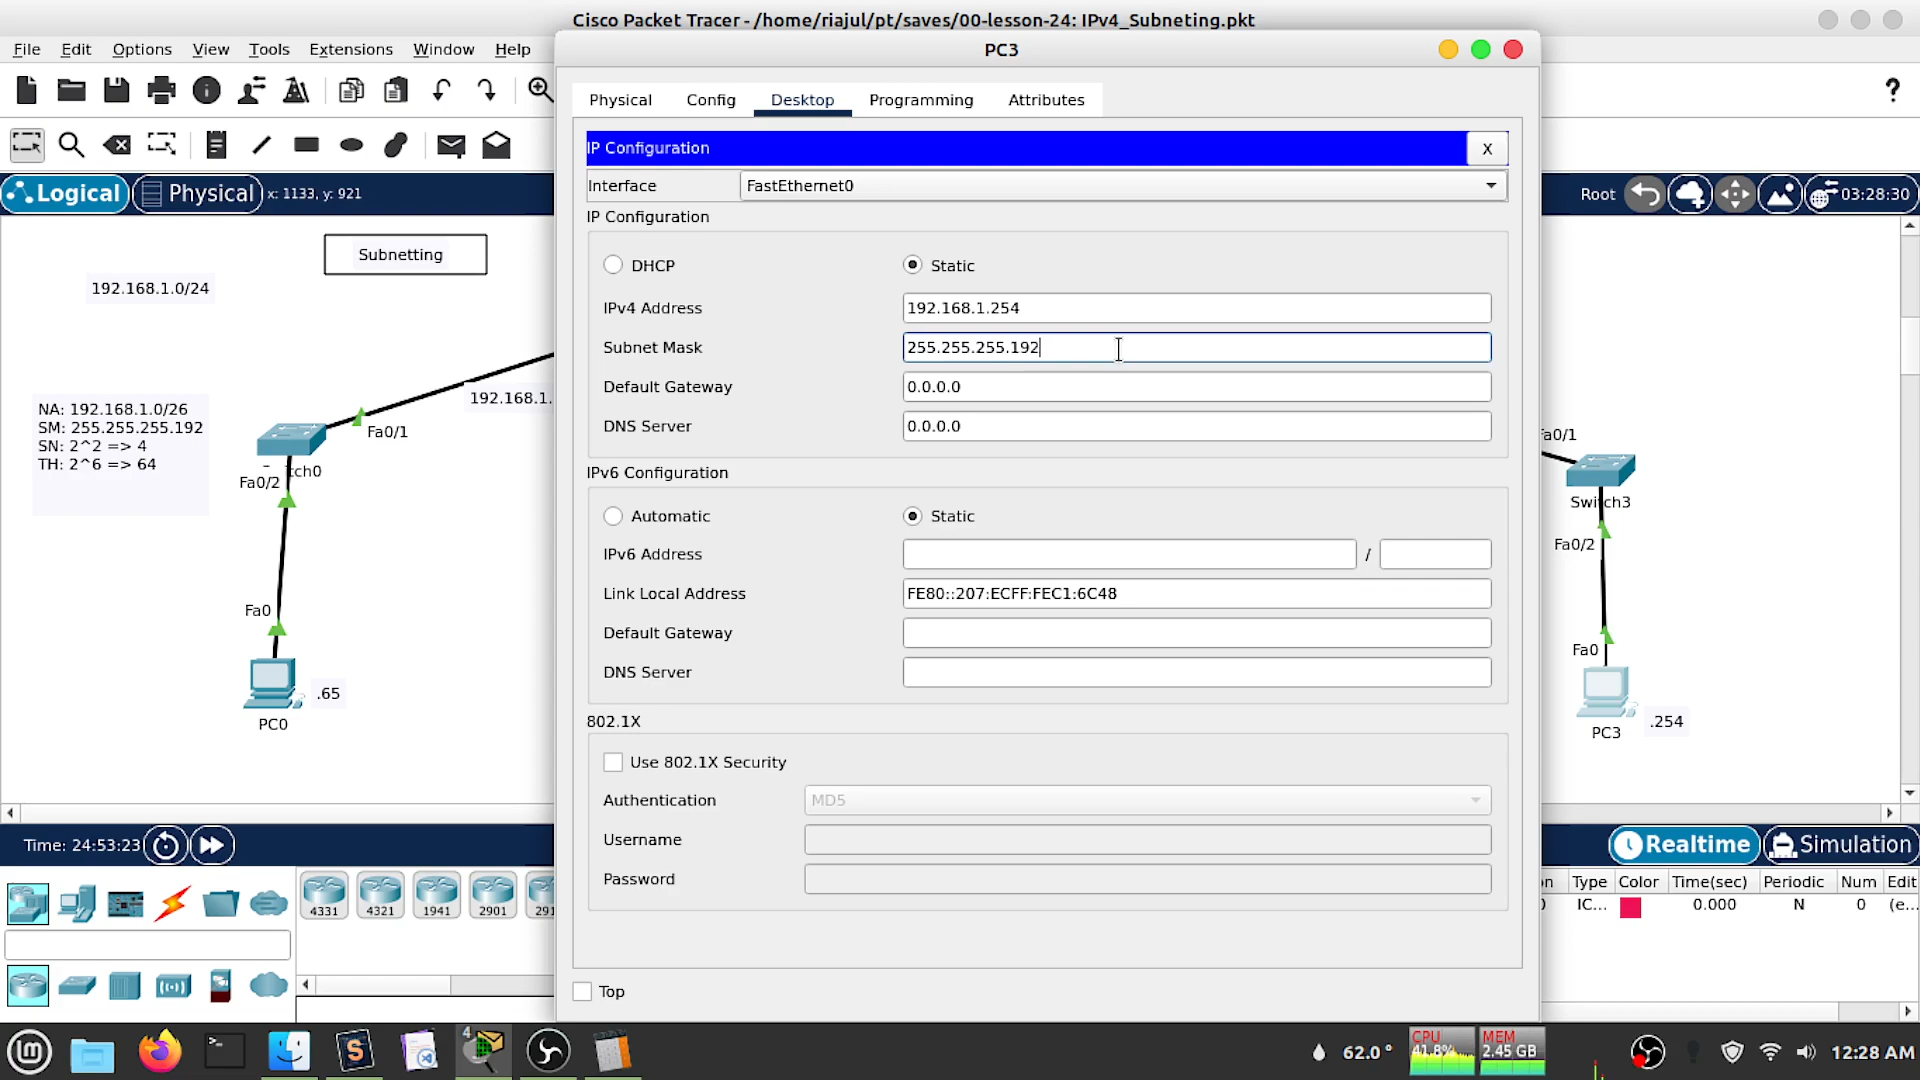 Cisco Packet Tracer - /home/riajul/pt/saves/00-lesson-24: IPv4_Subneting.pkt
File Edit Options View Tools Extensions Window Help
PC3
Physical Config Desktop Programming Attributes
IP Configuration X
Interface FastEthernet0
IP Configuration
DHCP Static
IPv4 Address 192.168.1.254
Subnet Mask 255.255.255.192
Default Gateway 0.0.0.0
DNS Server 0.0.0.0
IPv6 Configuration
Automatic Static
IPv6 Address /
Link Local Address FE80::207:ECFF:FEC1:6C48
Default Gateway
DNS Server
802.1X
Use 802.1X Security
Authentication MD5
Username
Password
Top
Logical Physical x: 1133, y: 921
Root 03:28:30
Subnetting
192.168.1.0/24
192.168.1.
NA: 192.168.1.0/26
SM: 255.255.255.192
SN: 2^2 => 4
TH: 2^6 => 64
Fa0/1
tch0
Fa0/2
Fa0
.65
PC0
Fa0/1
Switch3
Fa0/2
Fa0
.254
PC3
Time: 24:53:23
Realtime Simulation
4331 4321 1941 2901 291
on Type Color Time(sec) Periodic Num Edit
IC... 0.000 N 0 (e...
4
62.0 °
CPU
41.8%
MEM
2.45 GB
12:28 AM